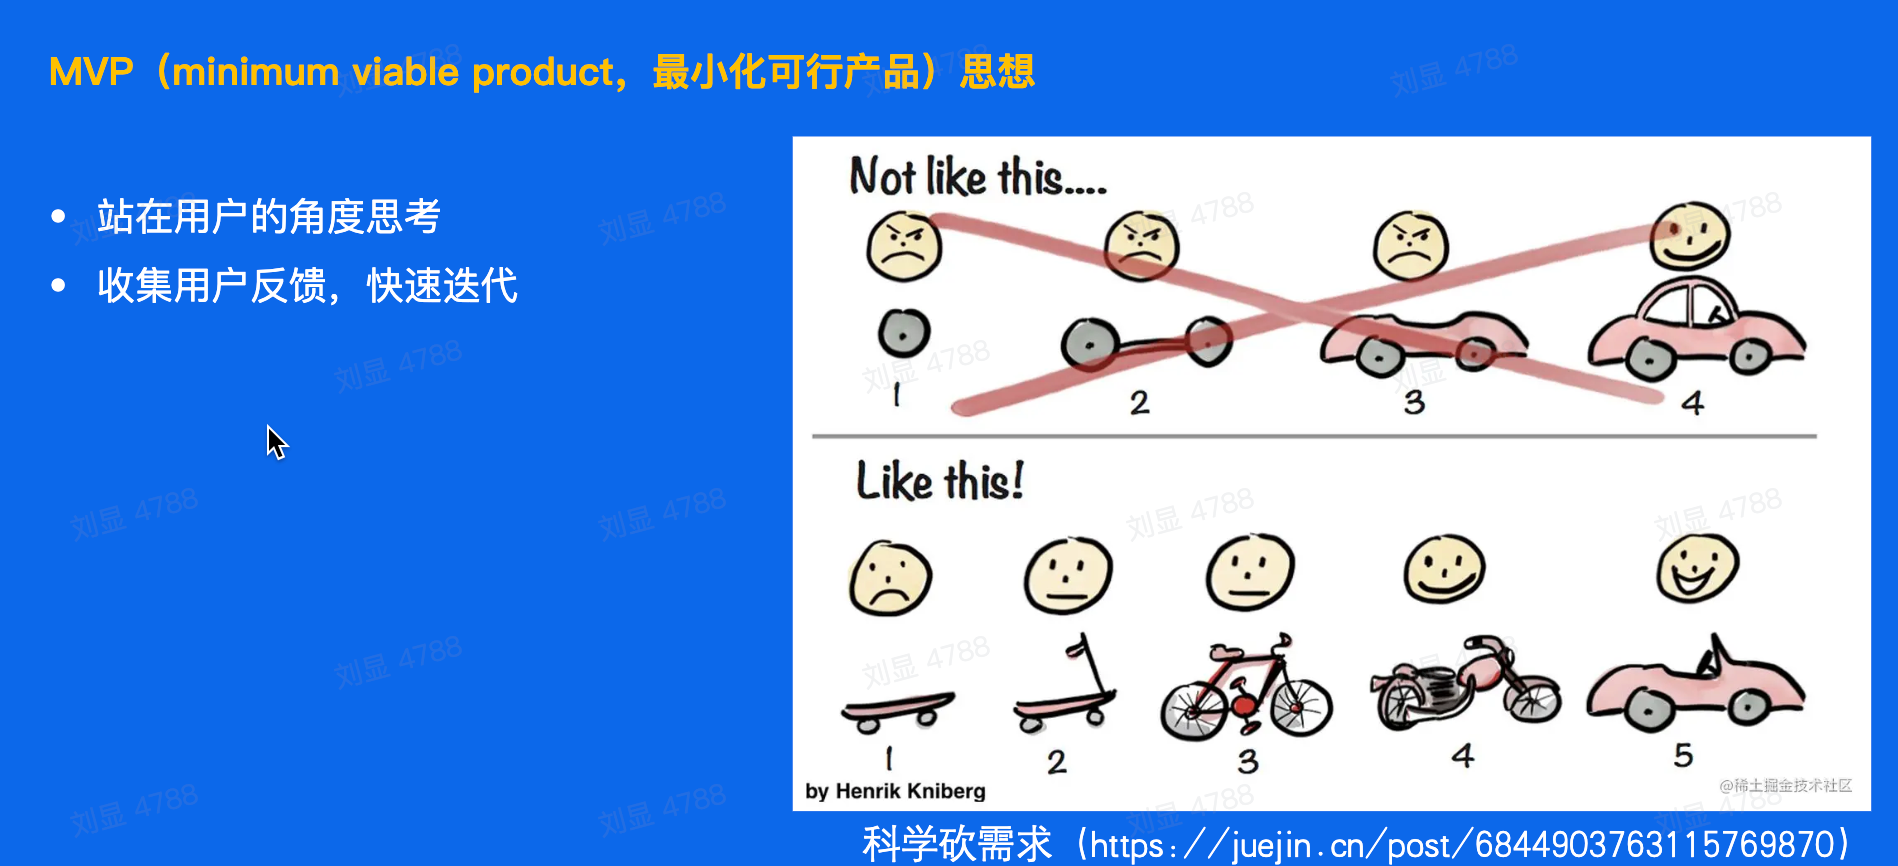 MVP（minimum viable product，最小化可行产品）思想
• 站在用户的角度思考
• 收集用户反馈，快速迭代
Not like this....
1 2 3 4
Like this!
1 2 3 4 5
by Henrik Kniberg
@稀土掘金技术社区
科学砍需求（https://juejin.cn/post/6844903763115769870）
刘显 4788